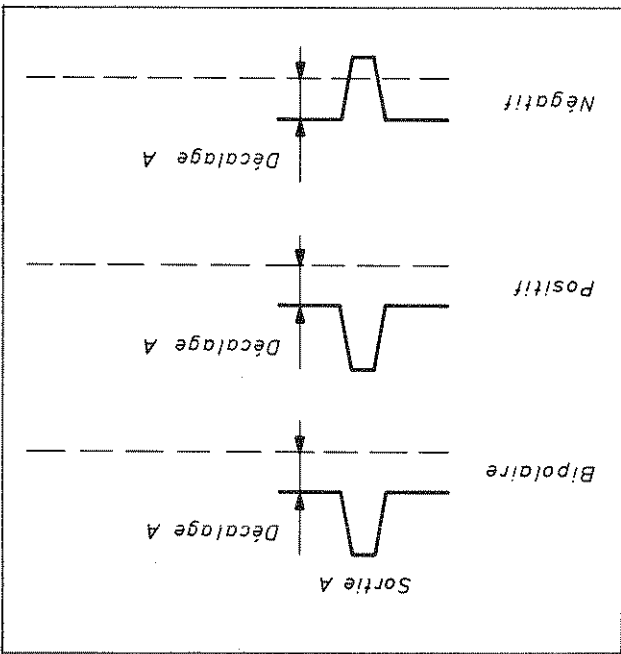 Sortie A
Décalage A
Bipolaire
Décalage A
Positif
Décalage A
Négatif